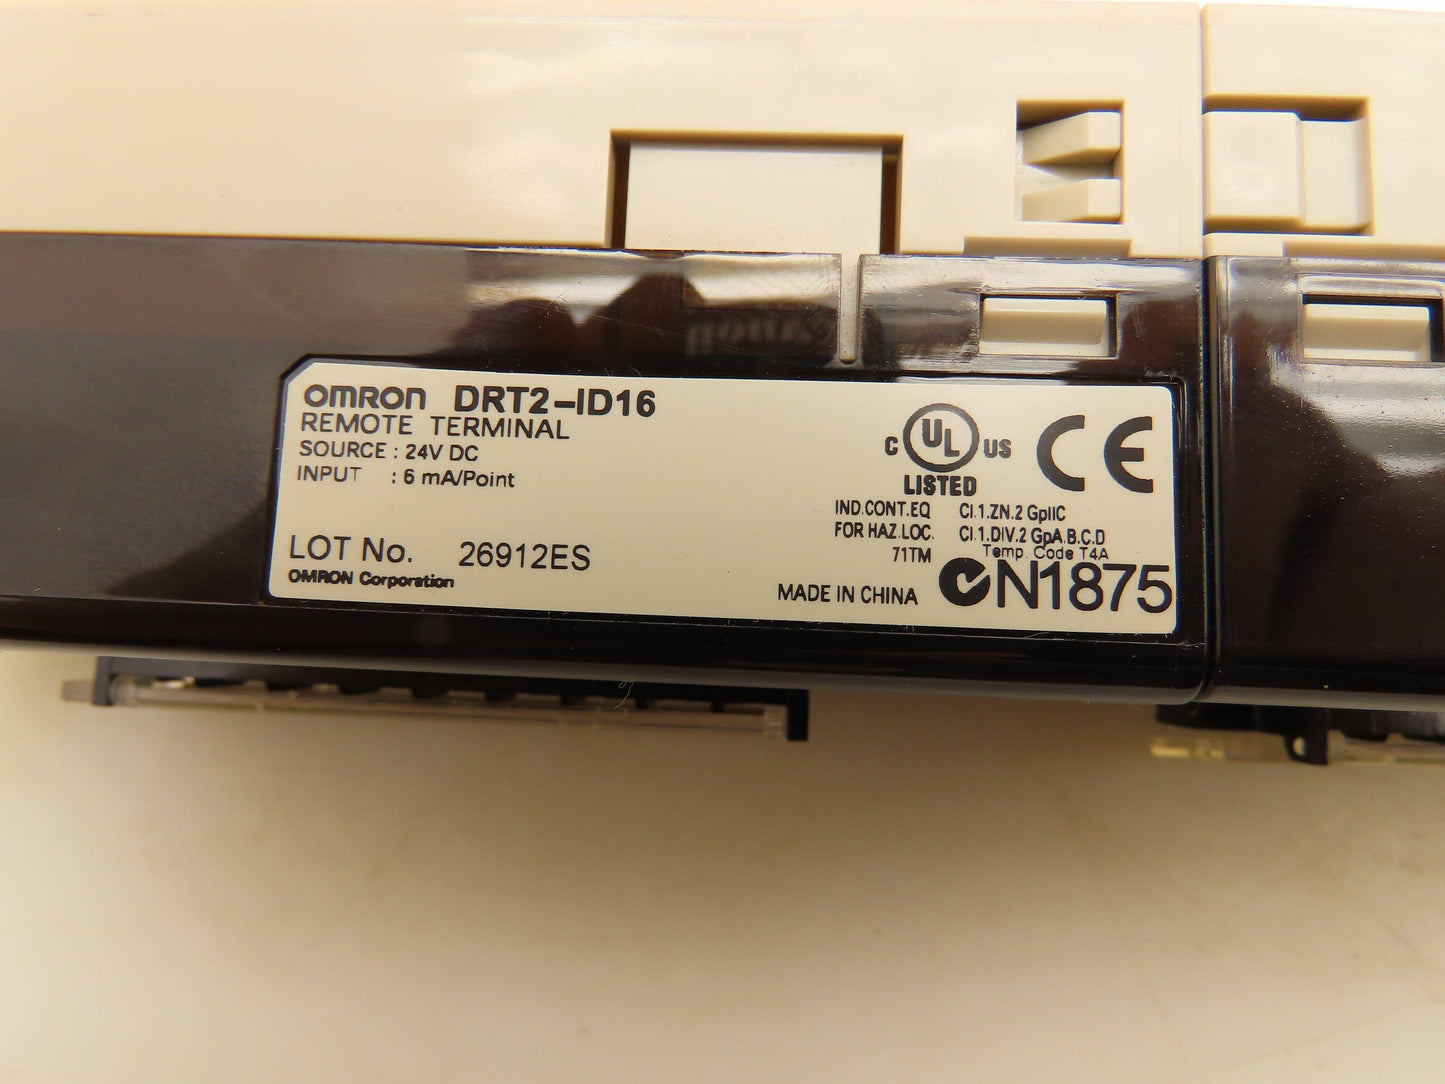 OMRON DRT2-ID16
REMOTE TERMINAL
SOURCE : 24V DC
INPUT : 6 mA/Point
LOT No. 26912ES
OMRON Corporation
C UL US
LISTED
CE
IND.CONT.EQ Cl.1.ZN.2 GpIIC
FOR HAZ.LOC. Cl.1.DIV.2 GpA.B.C.D
71TM Temp. Code T4A
MADE IN CHINA N1875